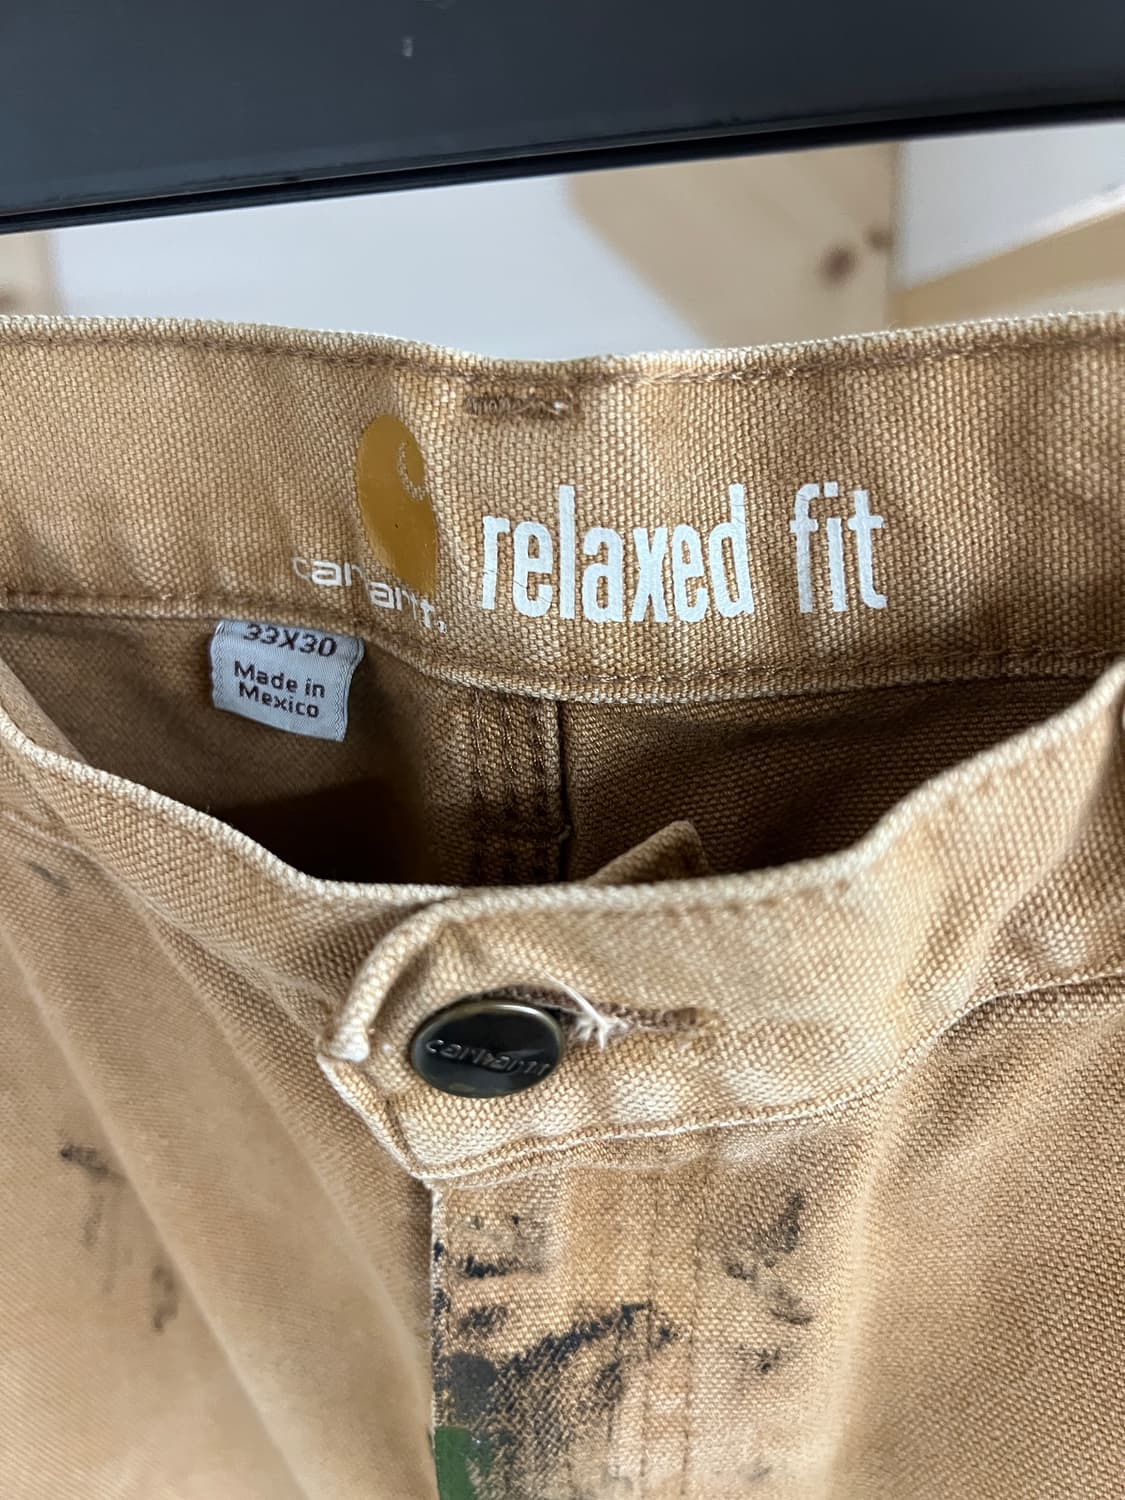 carhartt
relaxed fit
33X30
Made in
Mexico
carhartt